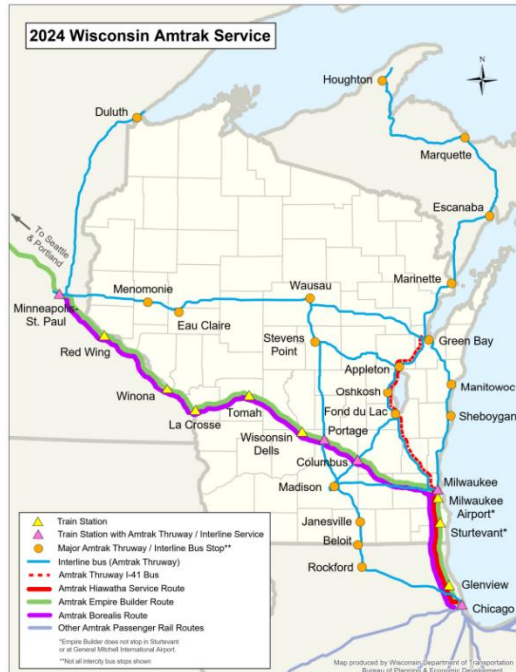 2024 Wisconsin Amtrak Service
Houghton
N
Duluth
Marquette
Escanaba
To Seattle
& Portland
Marinette
Menomonie
Wausau
Minneapolis-
St. Paul
Eau Claire
Green Bay
Stevens
Point
Red Wing
Appleton
Manitowoc
Oshkosh
Winona
Tomah
Fond du Lac
Sheboygan
La Crosse
Portage
Wisconsin
Dells
Columbus
Milwaukee
Madison
Milwaukee
Airport*
Janesville
Sturtevant*
Beloit
Rockford
Glenview
Chicago
Train Station
Train Station with Amtrak Thruway / Interline Service
Major Amtrak Thruway / Interline Bus Stop**
Interline bus (Amtrak Thruway)
Amtrak Thruway I-41 Bus
Amtrak Hiawatha Service Route
Amtrak Empire Builder Route
Amtrak Borealis Route
Other Amtrak Passenger Rail Routes
*Empire Builder does not stop in Sturtevant
or at General Mitchell International Airport.
**Not all intercity bus stops shown
Map produced by Wisconsin Department of Transportation
Bureau of Planning & Economic Development